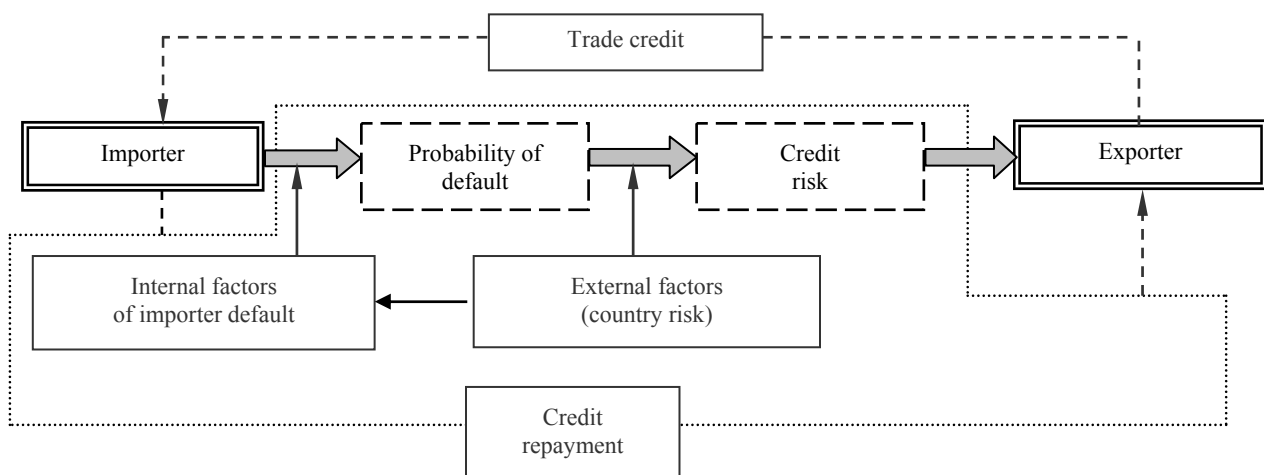 Trade credit
Importer
Probability of
default
Credit
risk
Exporter
Internal factors
of importer default
External factors
(country risk)
Credit
repayment